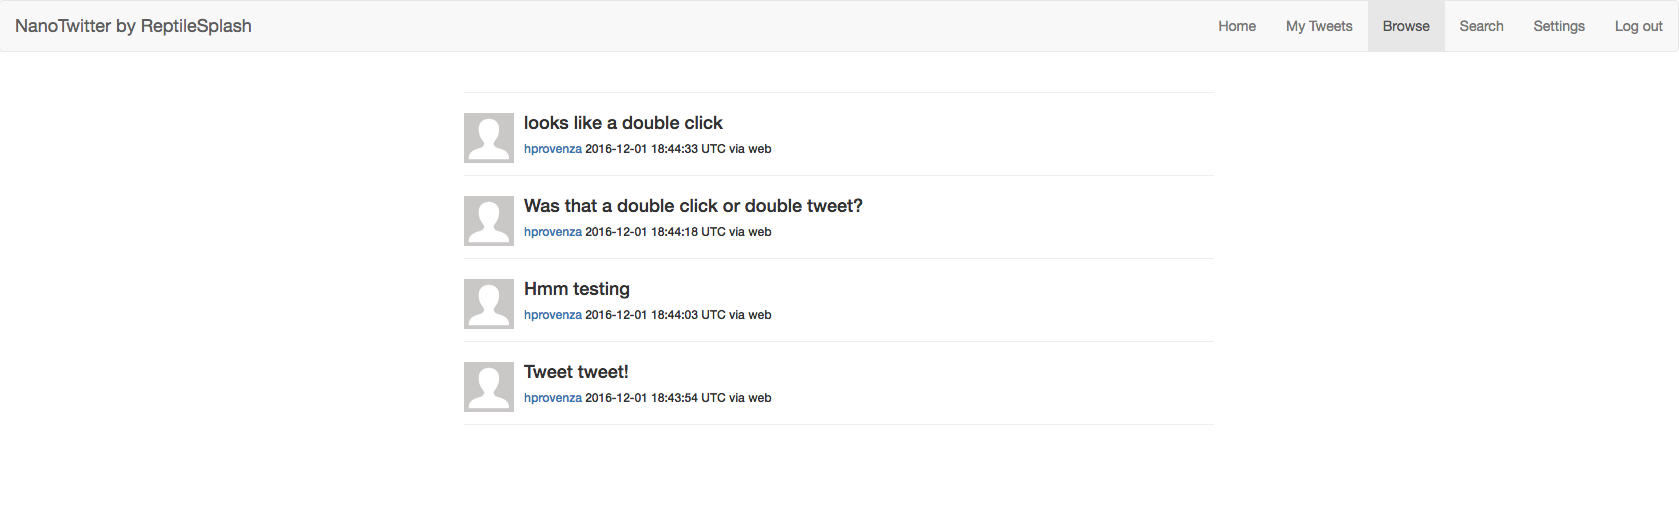 NanoTwitter by ReptileSplash Home My Tweets Browse Search Settings Log out
looks like a double click
hprovenza 2016-12-01 18:44:33 UTC via web
Was that a double click or double tweet?
hprovenza 2016-12-01 18:44:18 UTC via web
Hmm testing
hprovenza 2016-12-01 18:44:03 UTC via web
Tweet tweet!
hprovenza 2016-12-01 18:43:54 UTC via web